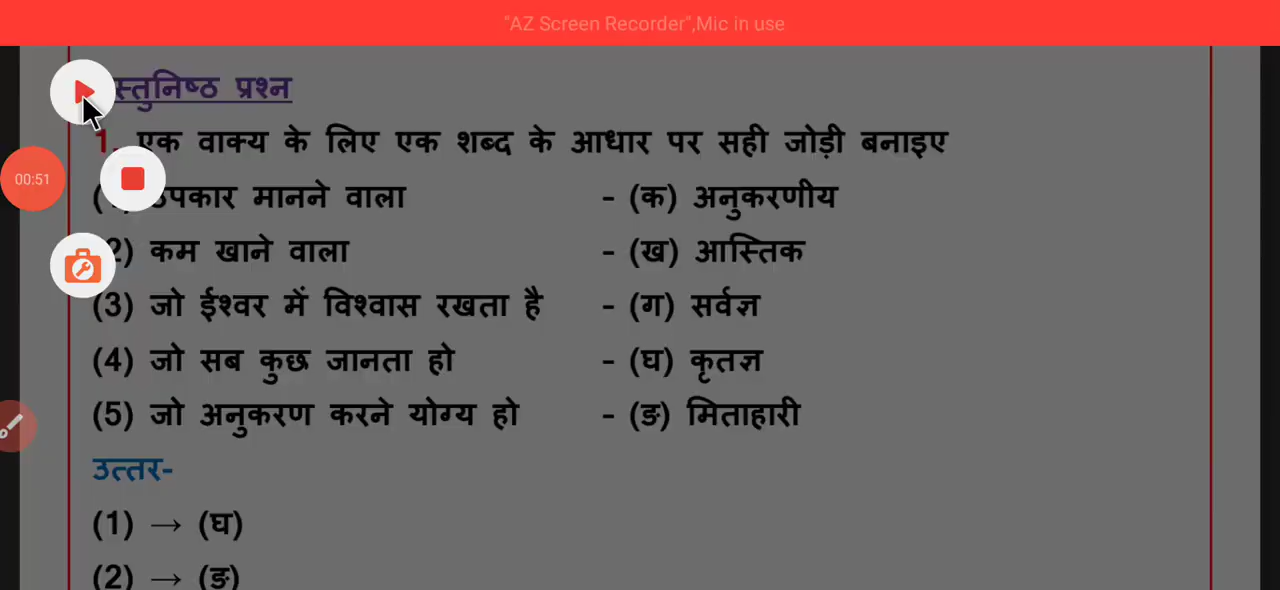 "AZ Screen Recorder",Mic in use
प्रश्न
1. एक वाक्य के लिए एक शब्द के आधार पर सही जोड़ी बनाइए
00:51
उपकार मानने वाला - (क) अनुकरणीय
2) कम खाने वाला - (ख) आस्तिक
(3) जो ईश्वर में विश्वास रखता है - (ग) सर्वज्ञ
(4) जो सब कुछ जानता हो - (घ) कृतज्ञ
(5) जो अनुकरण करने योग्य हो - (ङ) मिताहारी
उत्तर-
(1) → (घ)
(2) → (ङ)